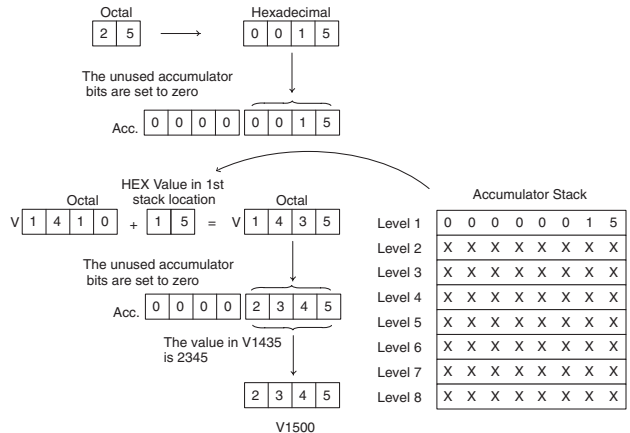 Octal
Hexadecimal
2 5
0 0 1 5
The unused accumulator
bits are set to zero
Acc. 0 0 0 0 0 0 1 5
HEX Value in 1st
stack location
Octal
Octal
V 1 4 1 0 + 1 5 = V 1 4 3 5
The unused accumulator
bits are set to zero
Acc. 0 0 0 0 2 3 4 5
The value in V1435
is 2345
2 3 4 5
V1500
Accumulator Stack
Level 1 0 0 0 0 0 0 1 5
Level 2 X X X X X X X X
Level 3 X X X X X X X X
Level 4 X X X X X X X X
Level 5 X X X X X X X X
Level 6 X X X X X X X X
Level 7 X X X X X X X X
Level 8 X X X X X X X X